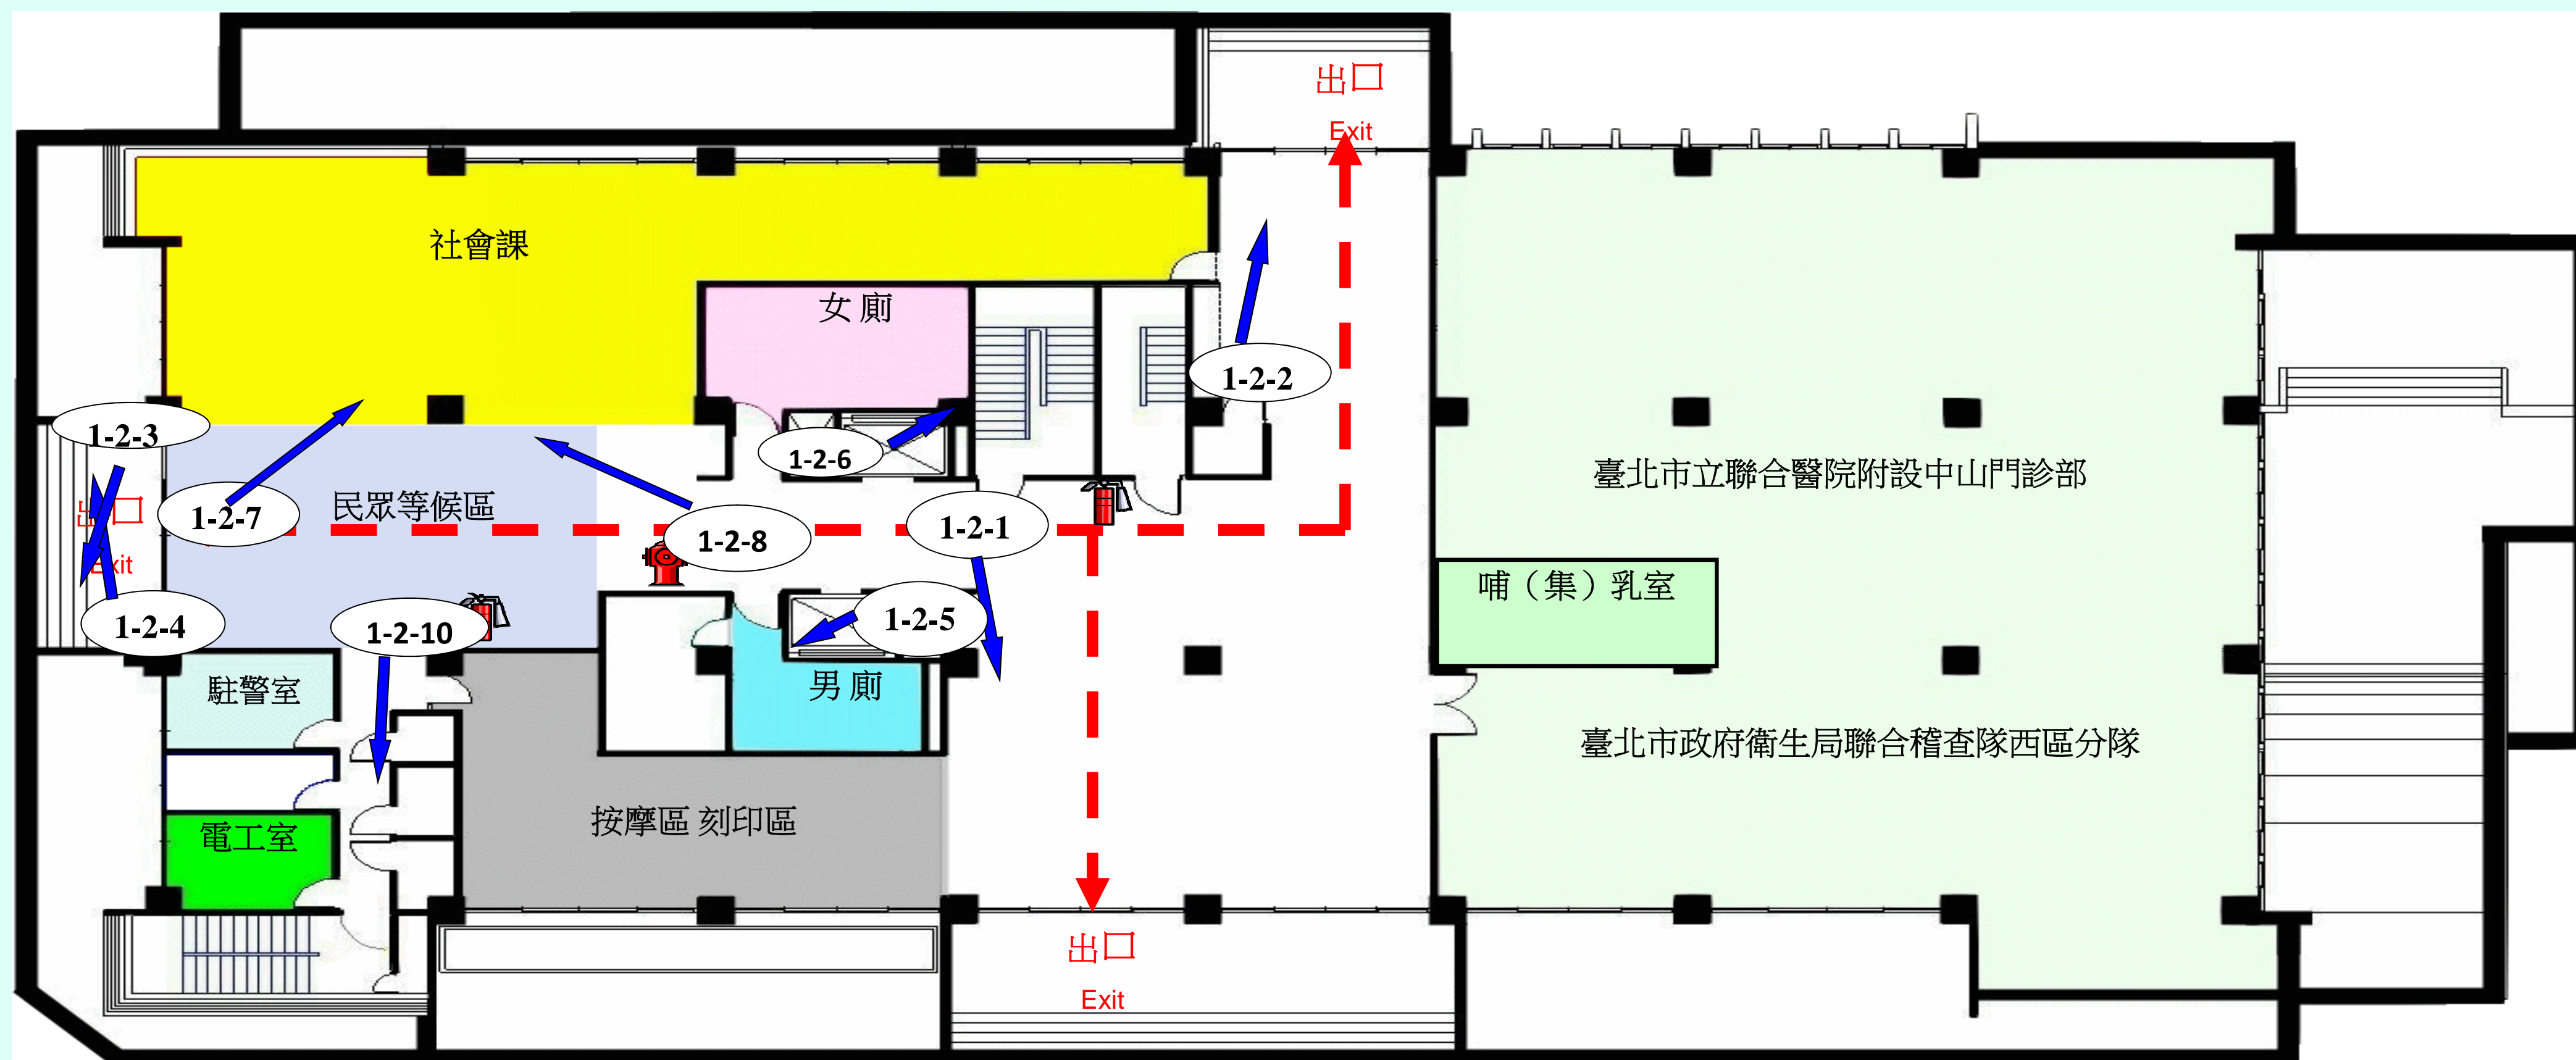 出口
Exit
社會課
女廁
1-2-2
1-2-3
1-2-6
臺北市立聯合醫院附設中山門診部
出口
Exit
1-2-7
民眾等候區
1-2-8
1-2-1
哺（集）乳室
1-2-4
1-2-10
1-2-5
駐警室
男廁
臺北市政府衛生局聯合稽查隊西區分隊
電工室
按摩區 刻印區
出口
Exit